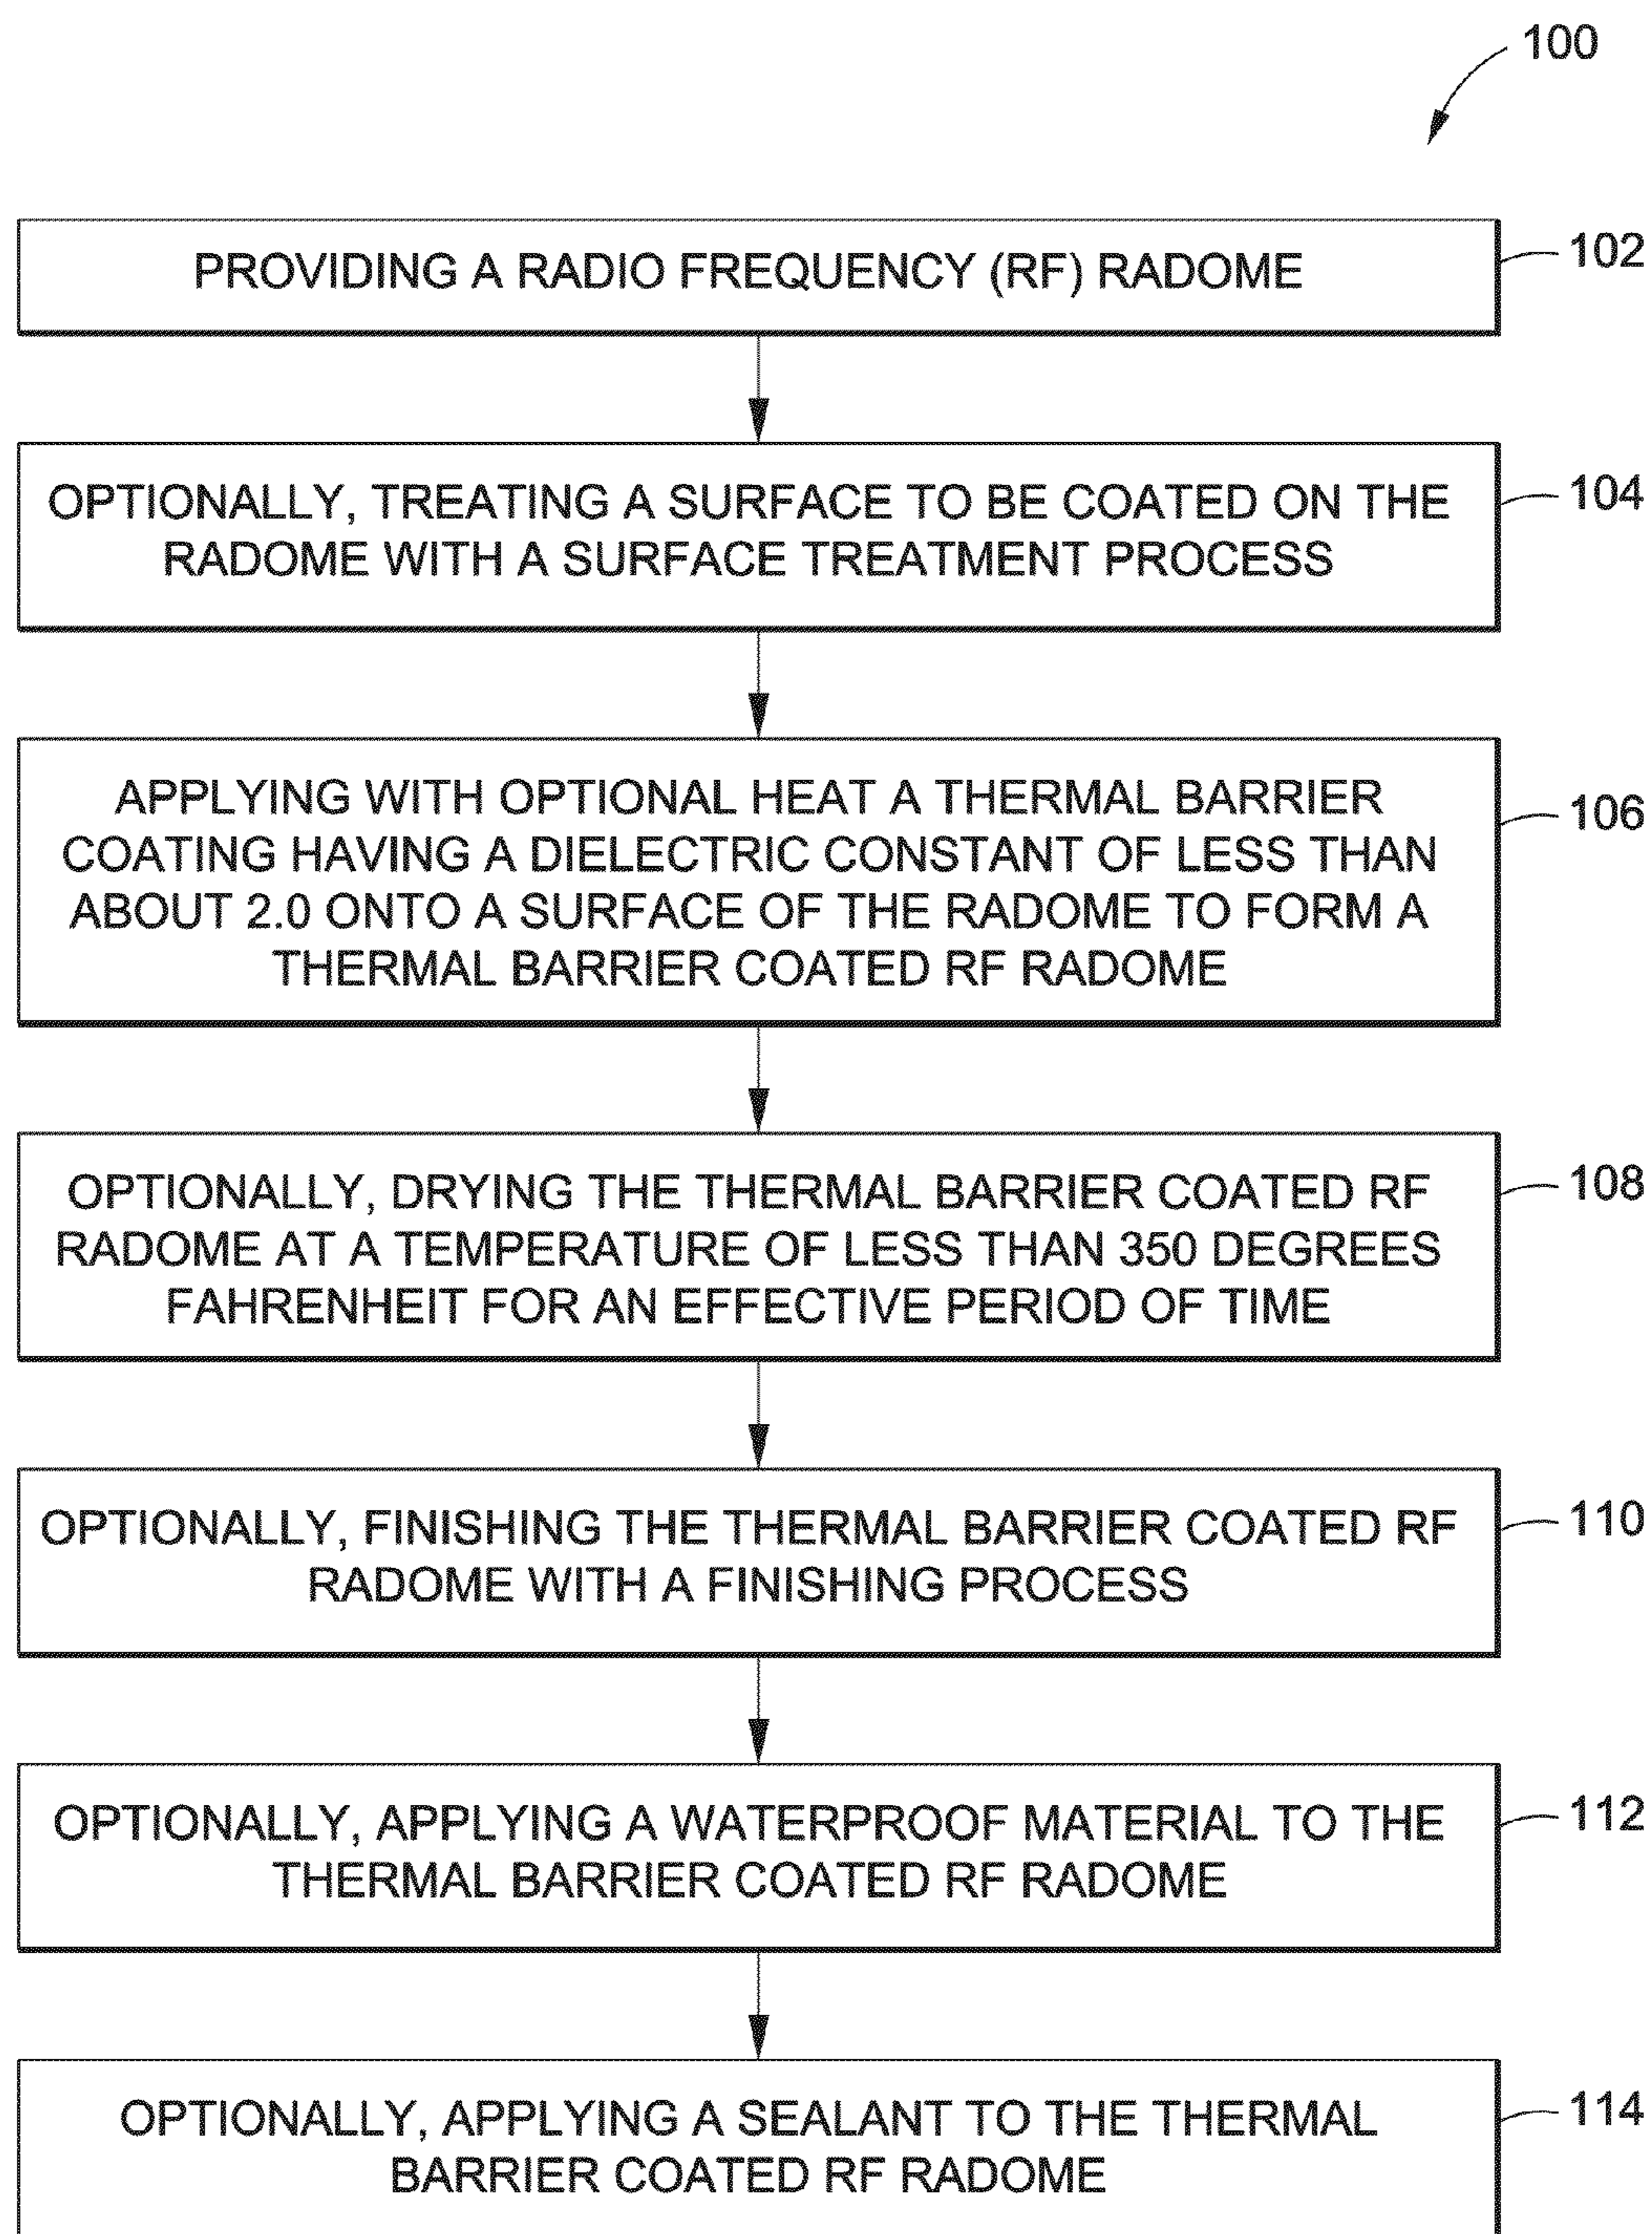 100
PROVIDING A RADIO FREQUENCY (RF) RADOME
102
OPTIONALLY, TREATING A SURFACE TO BE COATED ON THE
RADOME WITH A SURFACE TREATMENT PROCESS
104
APPLYING WITH OPTIONAL HEAT A THERMAL BARRIER
COATING HAVING A DIELECTRIC CONSTANT OF LESS THAN
ABOUT 2.0 ONTO A SURFACE OF THE RADOME TO FORM A
THERMAL BARRIER COATED RF RADOME
106
OPTIONALLY, DRYING THE THERMAL BARRIER COATED RF
RADOME AT A TEMPERATURE OF LESS THAN 350 DEGREES
FAHRENHEIT FOR AN EFFECTIVE PERIOD OF TIME
108
OPTIONALLY, FINISHING THE THERMAL BARRIER COATED RF
RADOME WITH A FINISHING PROCESS
110
OPTIONALLY, APPLYING A WATERPROOF MATERIAL TO THE
THERMAL BARRIER COATED RF RADOME
112
OPTIONALLY, APPLYING A SEALANT TO THE THERMAL
BARRIER COATED RF RADOME
114